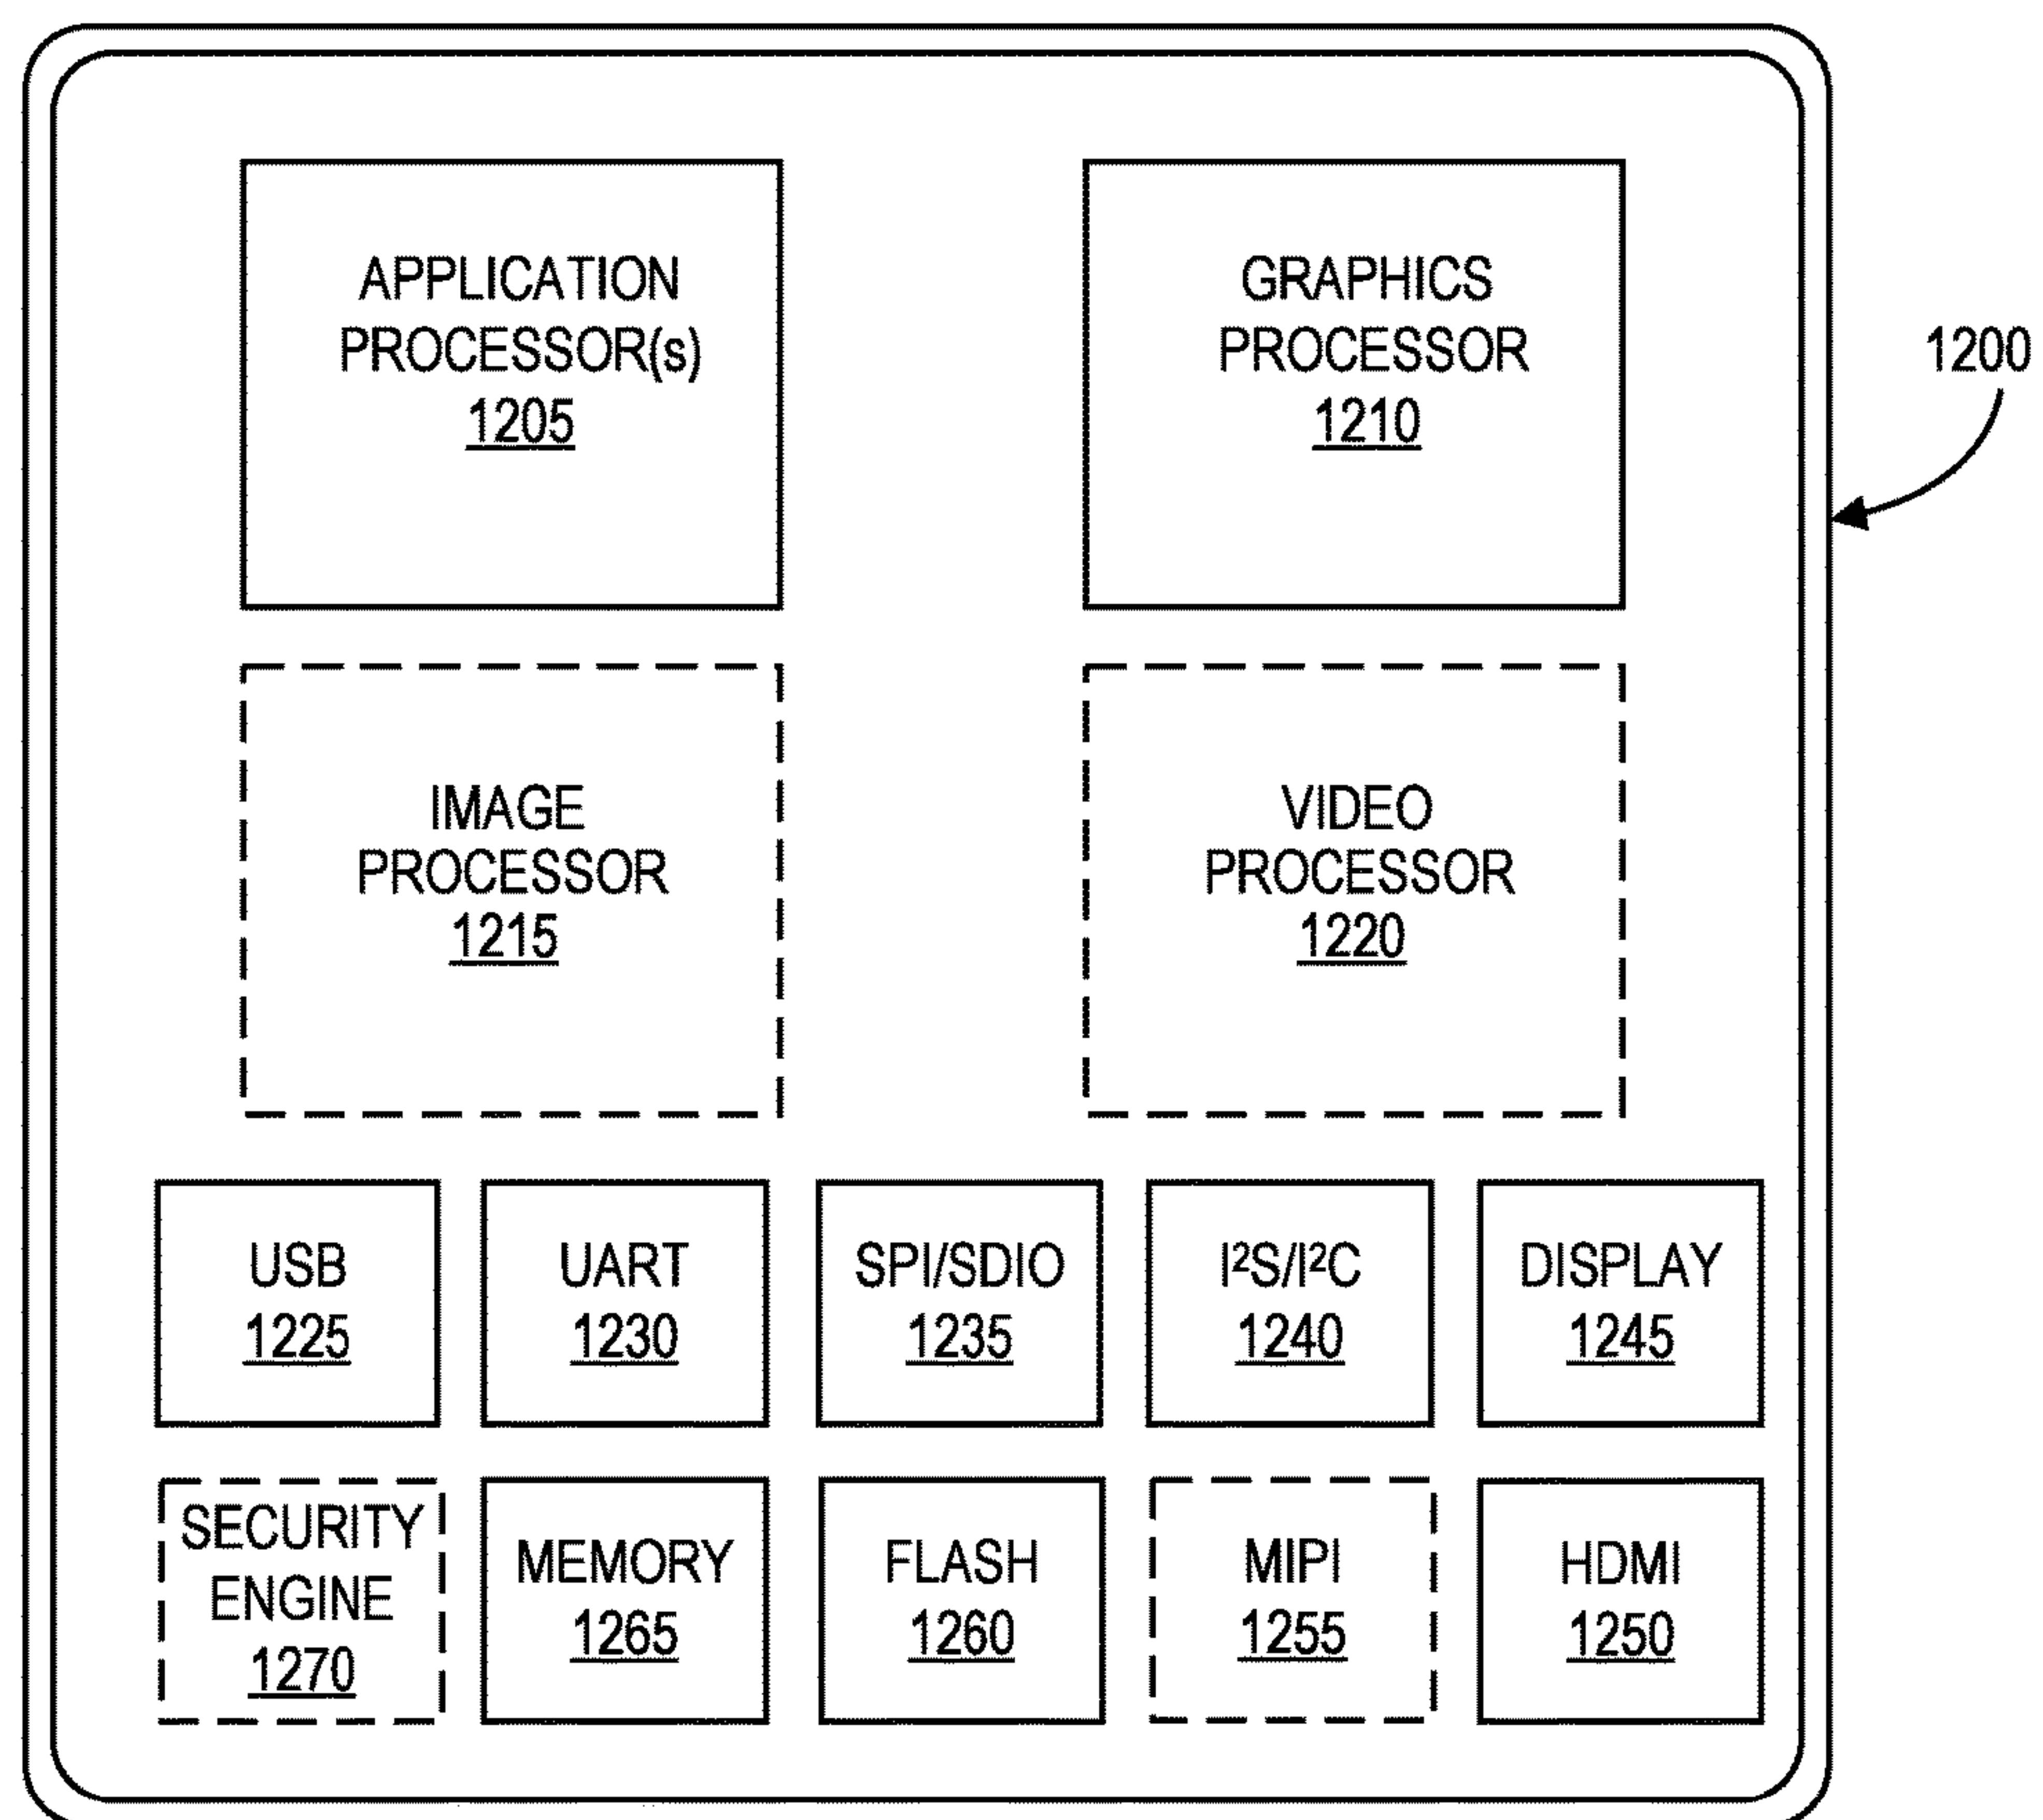 APPLICATION
PROCESSOR(s)
1205
GRAPHICS
PROCESSOR
1210
1200
IMAGE
PROCESSOR
1215
VIDEO
PROCESSOR
1220
USB
1225
UART
1230
SPI/SDIO
1235
I²S/I²C
1240
DISPLAY
1245
SECURITY
ENGINE
1270
MEMORY
1265
FLASH
1260
MIPI
1255
HDMI
1250